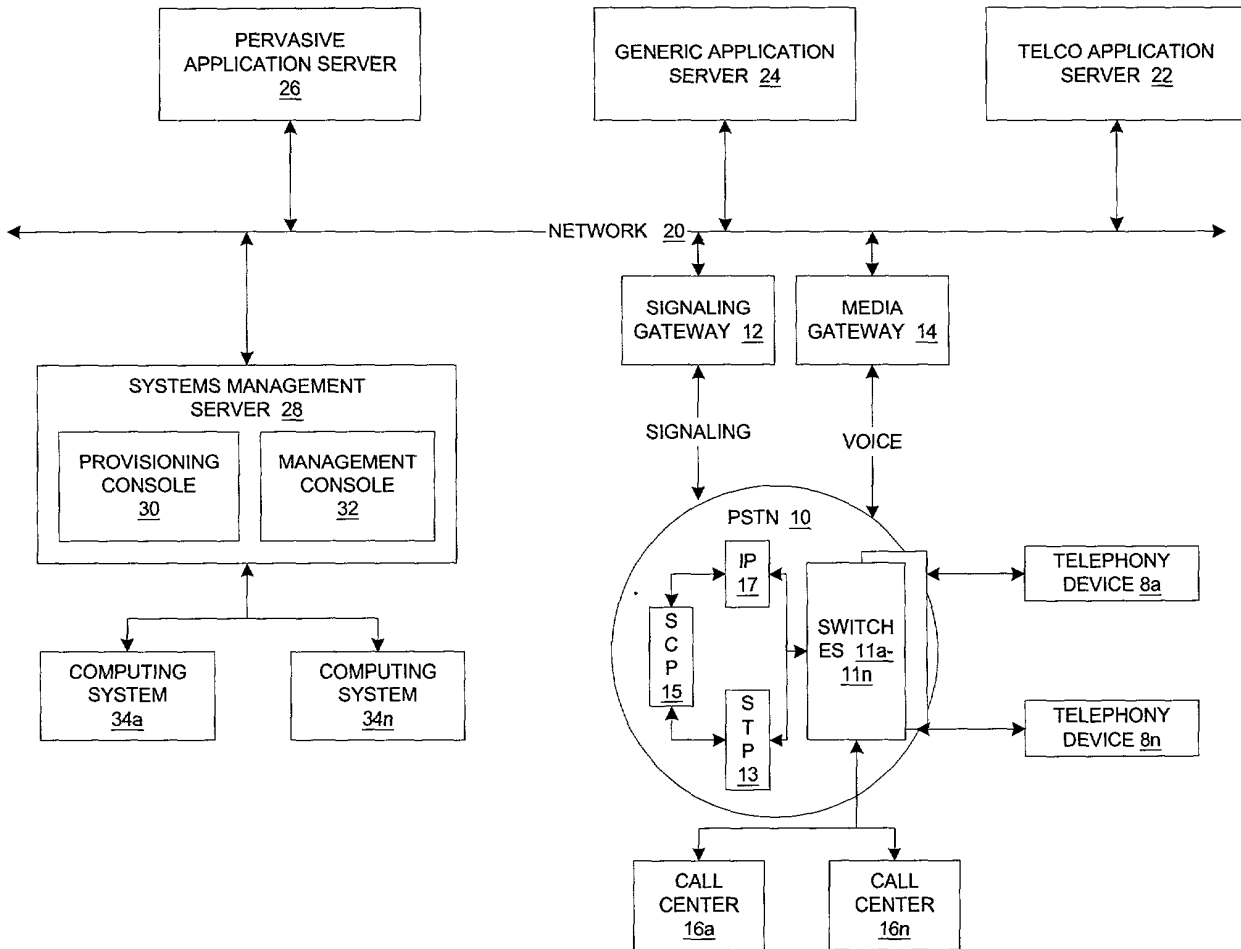 PERVASIVE
APPLICATION SERVER
26
GENERIC APPLICATION
SERVER 24
TELCO APPLICATION
SERVER 22
NETWORK 20
SIGNALING
GATEWAY 12
MEDIA
GATEWAY 14
SYSTEMS MANAGEMENT
SERVER 28
PROVISIONING
CONSOLE
30
MANAGEMENT
CONSOLE
32
SIGNALING
VOICE
PSTN 10
IP
17
S
C
P
15
S
T
P
13
SWITCH
ES 11a-
11n
TELEPHONY
DEVICE 8a
TELEPHONY
DEVICE 8n
COMPUTING
SYSTEM
34a
COMPUTING
SYSTEM
34n
CALL
CENTER
16a
CALL
CENTER
16n